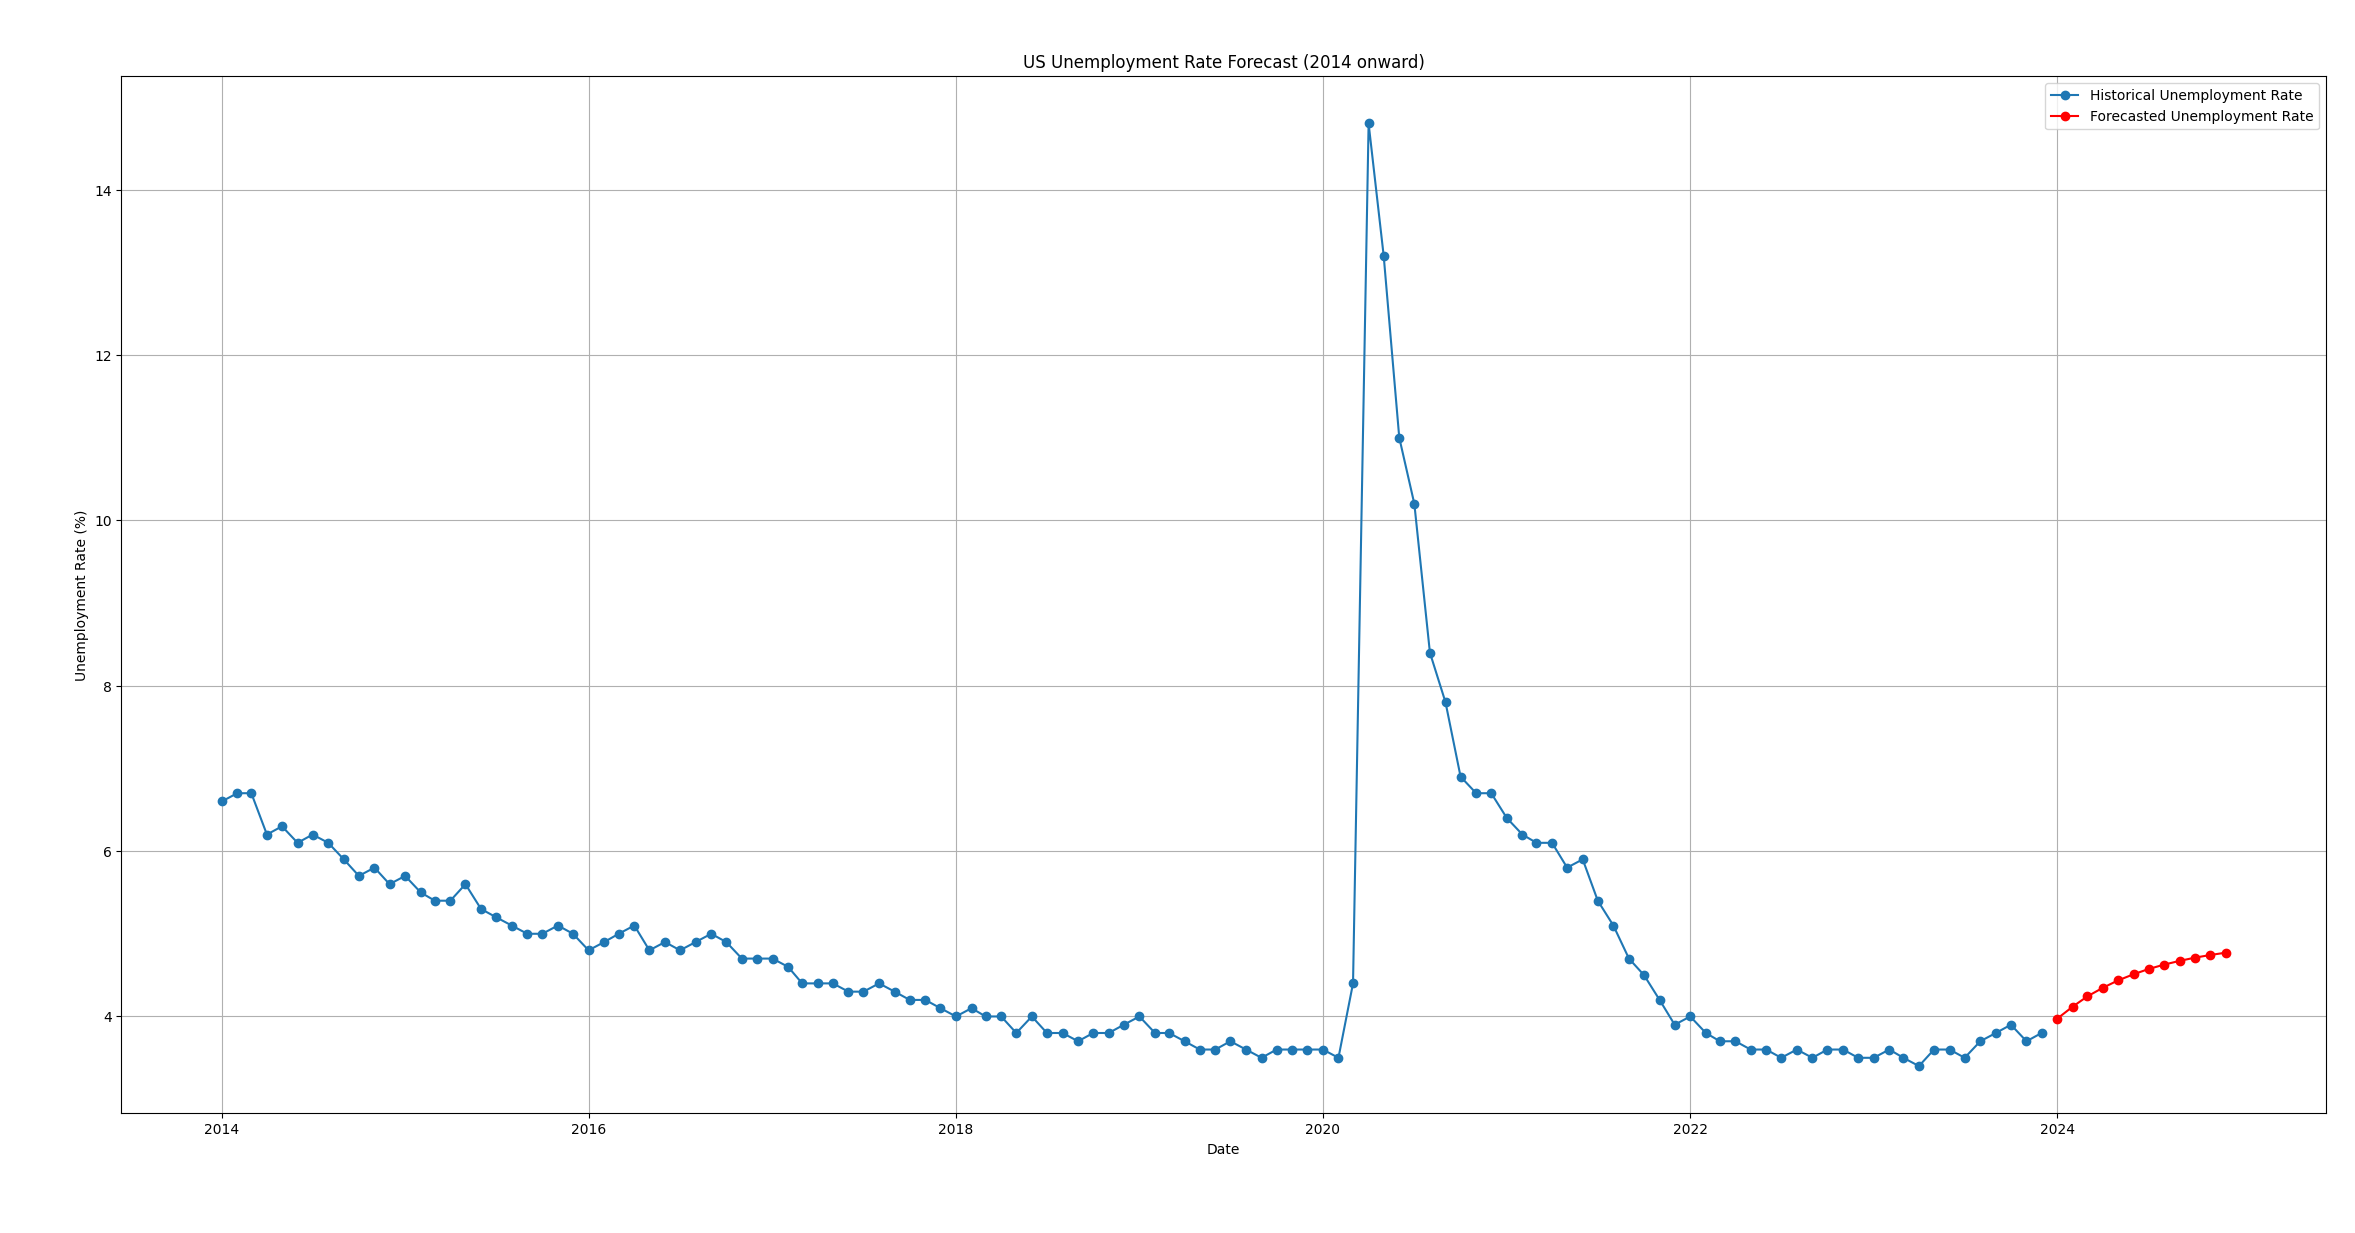 US Unemployment Rate Forecast (2014 onward)
Historical Unemployment Rate
Forecasted Unemployment Rate
Unemployment Rate (%)
14
12
10
8
6
4
2014
2016
2018
2020
2022
2024
Date